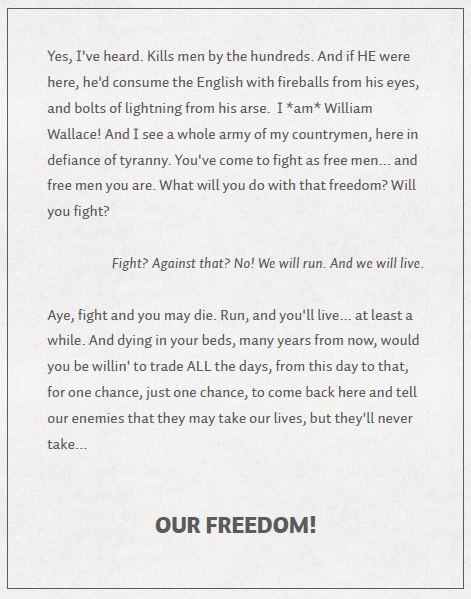 Yes, I've heard. Kills men by the hundreds. And if HE were
here, he'd consume the English with fireballs from his eyes,
and bolts of lightning from his arse.  I *am* William
Wallace! And I see a whole army of my countrymen, here in
defiance of tyranny. You've come to fight as free men... and
free men you are. What will you do with that freedom? Will
you fight?
Fight? Against that? No! We will run. And we will live.
Aye, fight and you may die. Run, and you'll live... at least a
while. And dying in your beds, many years from now, would
you be willin' to trade ALL the days, from this day to that,
for one chance, just one chance, to come back here and tell
our enemies that they may take our lives, but they'll never
take...
OUR FREEDOM!